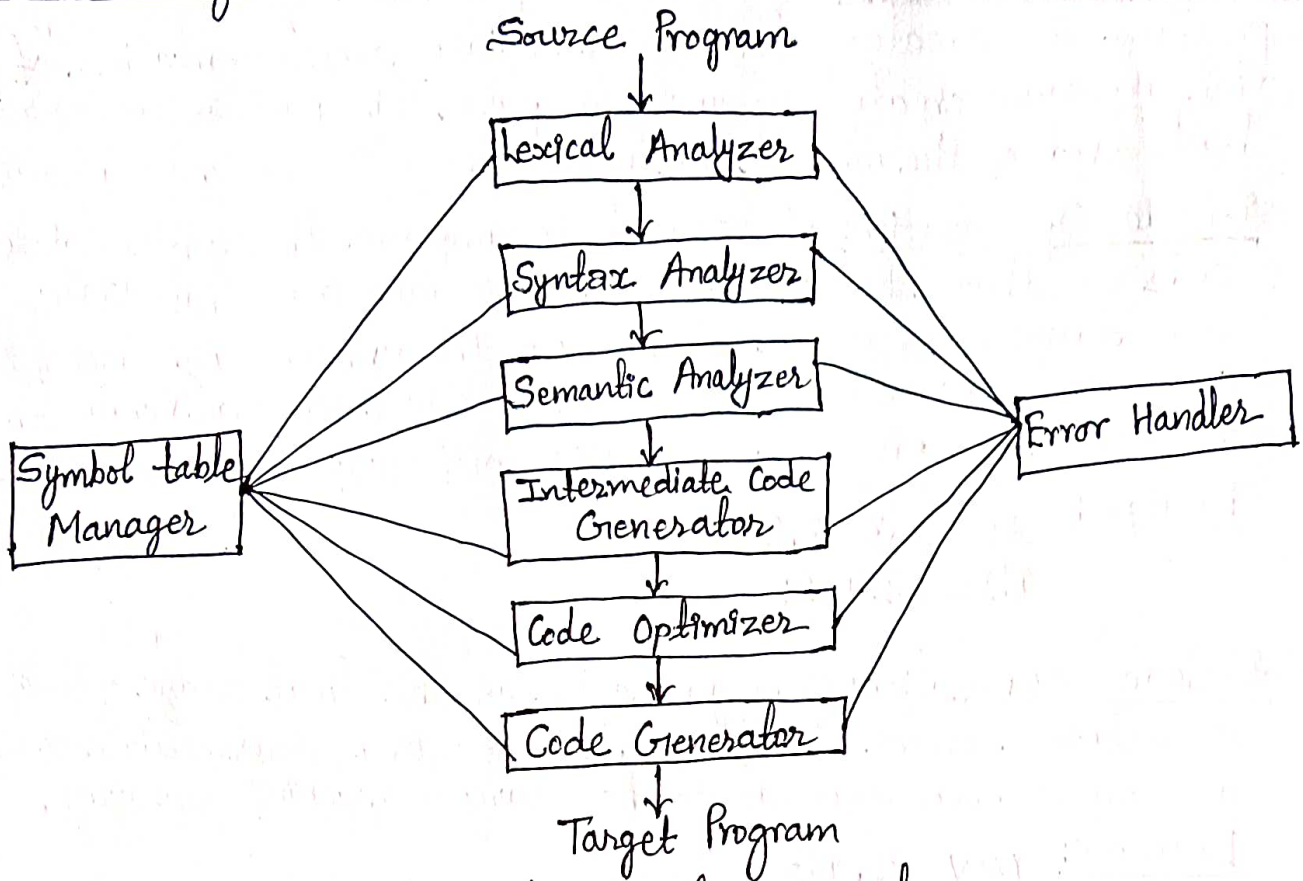 Source Program
Lexical Analyzer
Syntax Analyzer
Semantic Analyzer
Symbol table
Manager
Error Handler
Intermediate Code
Generator
Code Optimizer
Code Generator
Target Program